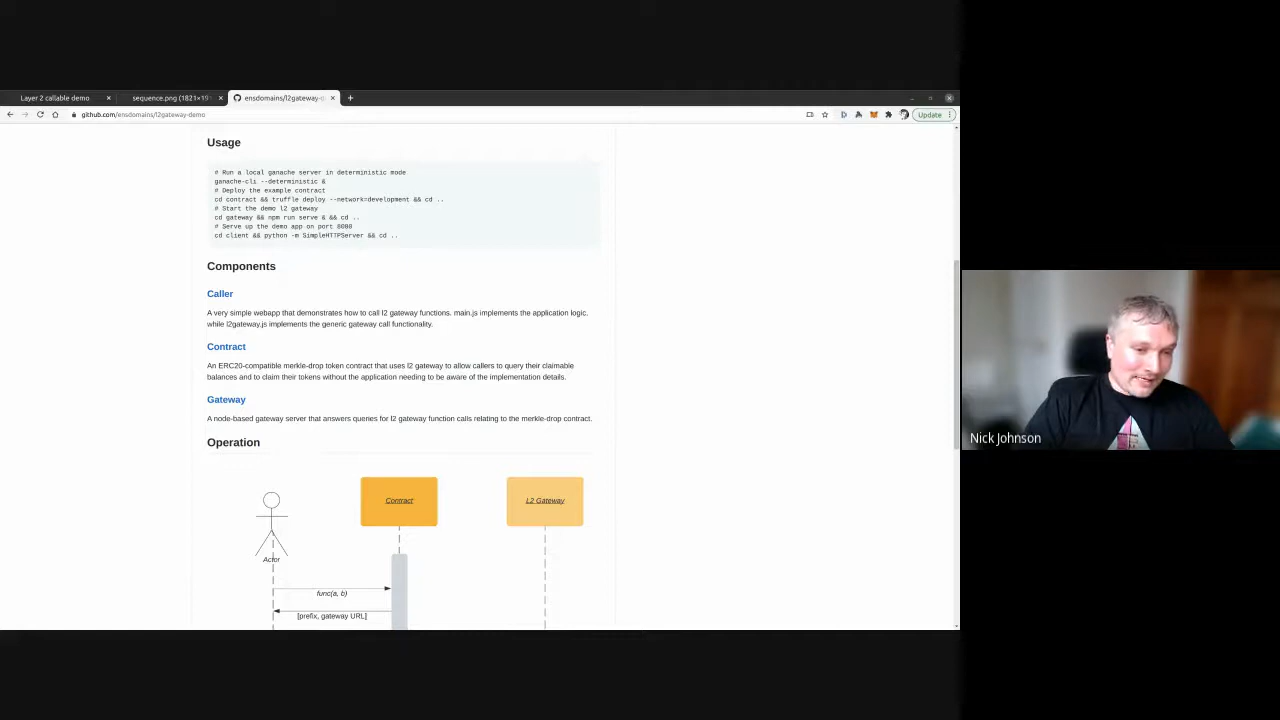 Layer 2 callable demo
sequence.png (1821×19
ensdomains/l2gateway-d
github.com/ensdomains/l2gateway-demo
Update
Usage
# Run a local ganache server in deterministic mode
ganache-cli --deterministic &
# Deploy the example contract
cd contract && truffle deploy --network=development && cd ..
# Start the demo l2 gateway
cd gateway && npm run serve & && cd ..
# Serve up the demo app on port 8000
cd client && python -m SimpleHTTPServer && cd ..
Components
Caller
A very simple webapp that demonstrates how to call l2 gateway functions. main.js implements the application logic,
while l2gateway.js implements the generic gateway call functionality.
Contract
An ERC20-compatible merkle-drop token contract that uses l2 gateway to allow callers to query their claimable
balances and to claim their tokens without the application needing to be aware of the implementation details.
Gateway
A node-based gateway server that answers queries for l2 gateway function calls relating to the merkle-drop contract.
Operation
Contract
L2 Gateway
Actor
func(a, b)
[prefix, gateway URL]
Nick Johnson